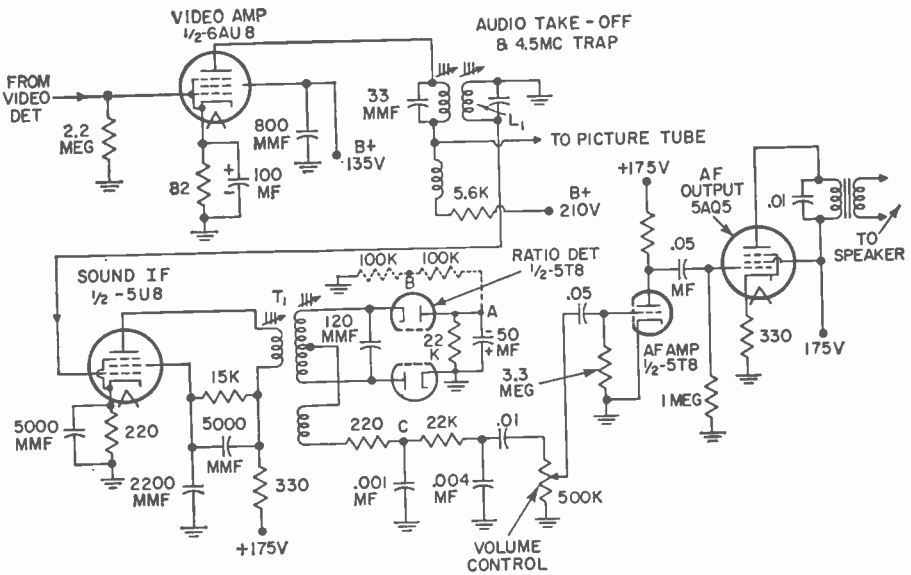 VIDEO AMP
1/2-6AU8
AUDIO TAKE-OFF
& 4.5MC TRAP
FROM
VIDEO
DET
2.2
MEG
82
+
-
100
MF
800
MMF
B+
135V
33
MMF
L1
TO PICTURE TUBE
5.6K
B+
210V
+175V
AF
OUTPUT
5AQ5
.01
TO
SPEAKER
SOUND IF
1/2-5U8
T1
100K
B
100K
RATIO DET
1/2-5T8
A
120
MMF
22
K
-
+
50
MF
.05
.05
MF
AF AMP
1/2-5T8
3.3
MEG
1 MEG
330
175V
5000
MMF
220
15K
5000
MMF
2200
MMF
330
+175V
220
C
22K
.01
.001
MF
.004
MF
500K
VOLUME
CONTROL